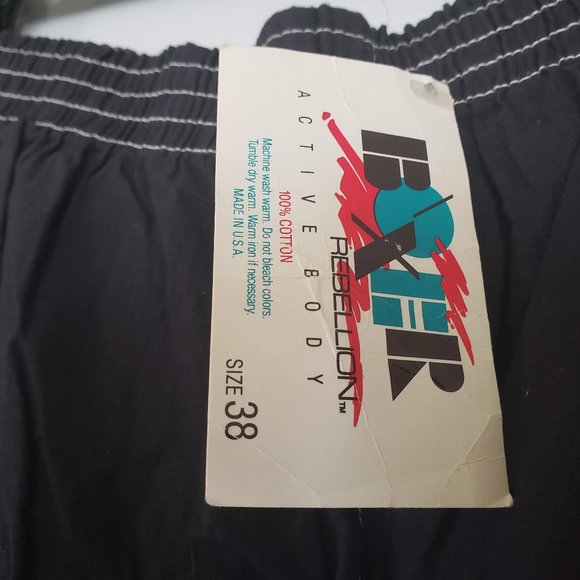 BOXER
REBELLION™
ACTIVE BODY
100% COTTON
Machine wash warm. Do not bleach colors.
Tumble dry warm. Warm iron if necessary.
MADE IN U.S.A.
SIZE 38